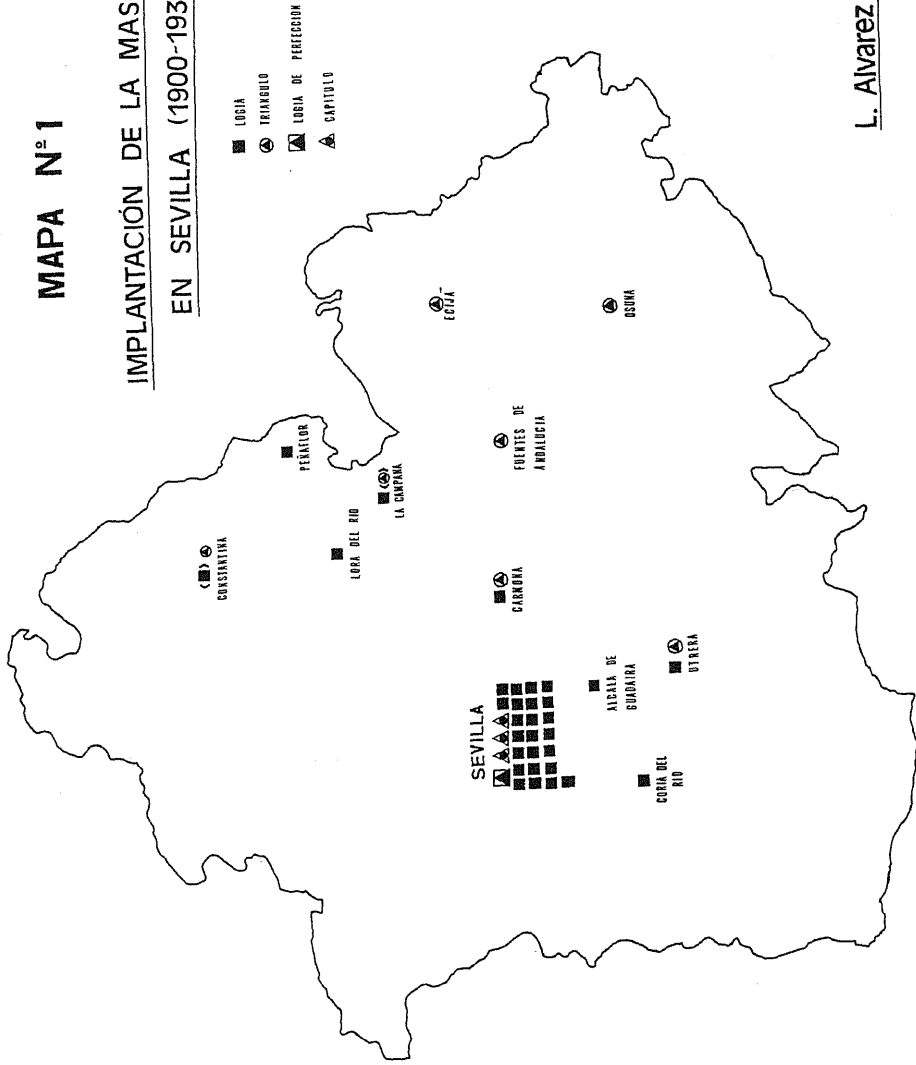 MAPA Nº 1
IMPLANTACIÓN DE LA MAS
EN SEVILLA (1900-193
LOGIA
TRIANGULO
LOGIA DE PERFECCION
CAPITULO
CONSTANTINA
PEÑAFLOR
LORA DEL RIO
LA CAMPANA
ECIJA
CARMONA
FUENTES DE
ANDALUCIA
OSUNA
SEVILLA
ALCALA DE
GUADAIRA
UTRERA
CORIA DEL
RIO
L. Alvarez